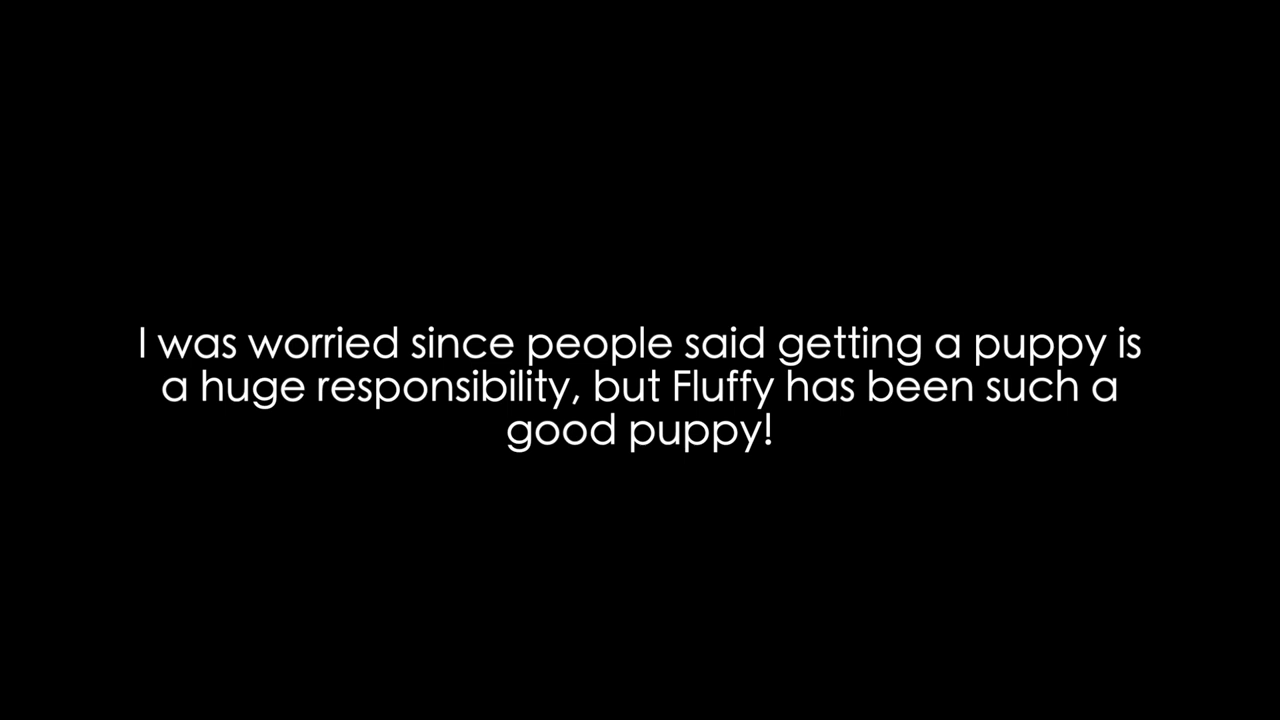 I was worried since people said getting a puppy is
a huge responsibility, but Fluffy has been such a
good puppy!